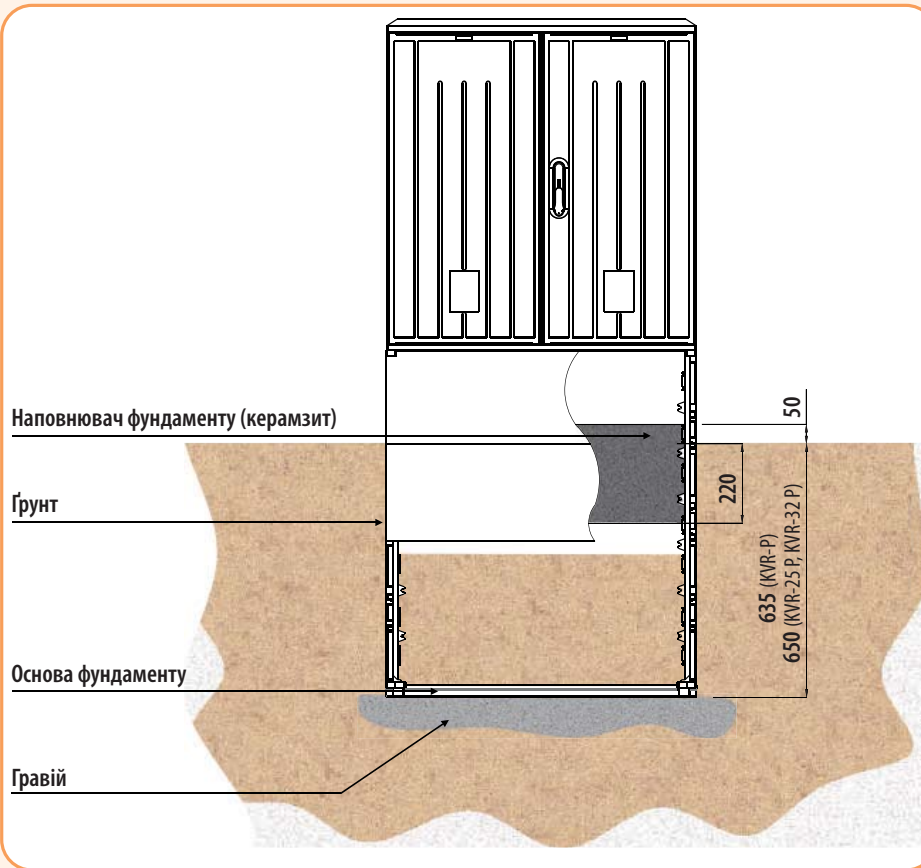 Наповнювач фундаменту (керамзит)
50
Ґрунт
220
635 (KVR-P)
650 (KVR-25 P, KVR-32 P)
Основа фундаменту
Гравій